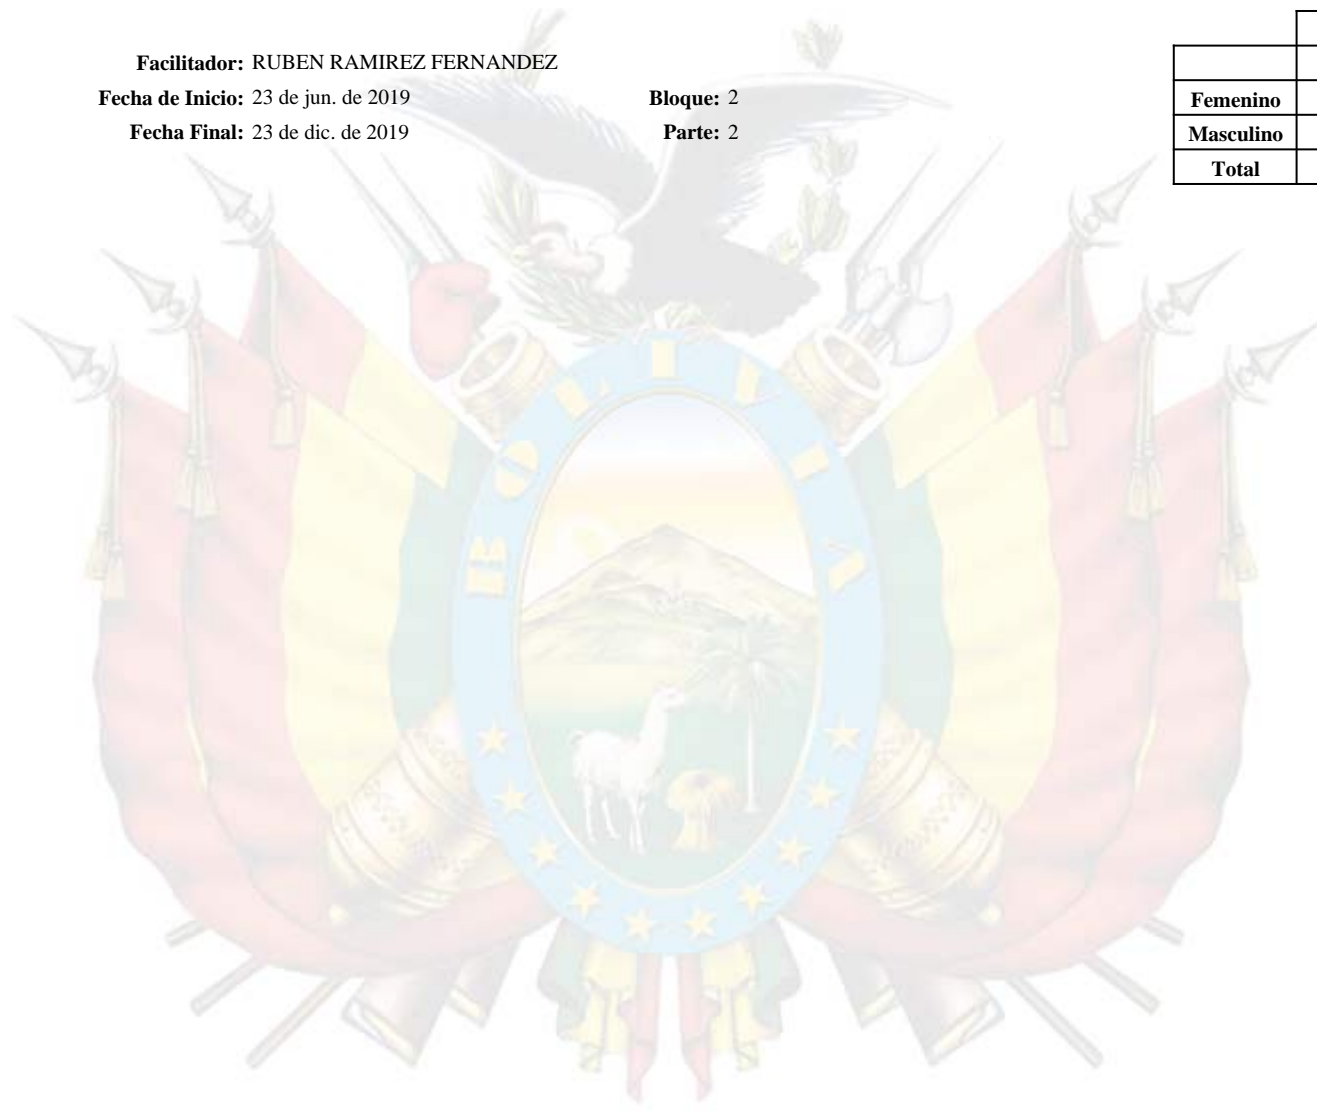 Facilitador: RUBEN RAMIREZ FERNANDEZ
Fecha de Inicio: 23 de jun. de 2019 Bloque: 2
Fecha Final: 23 de dic. de 2019 Parte: 2
Femenino
Masculino
Total
BOLIVIA